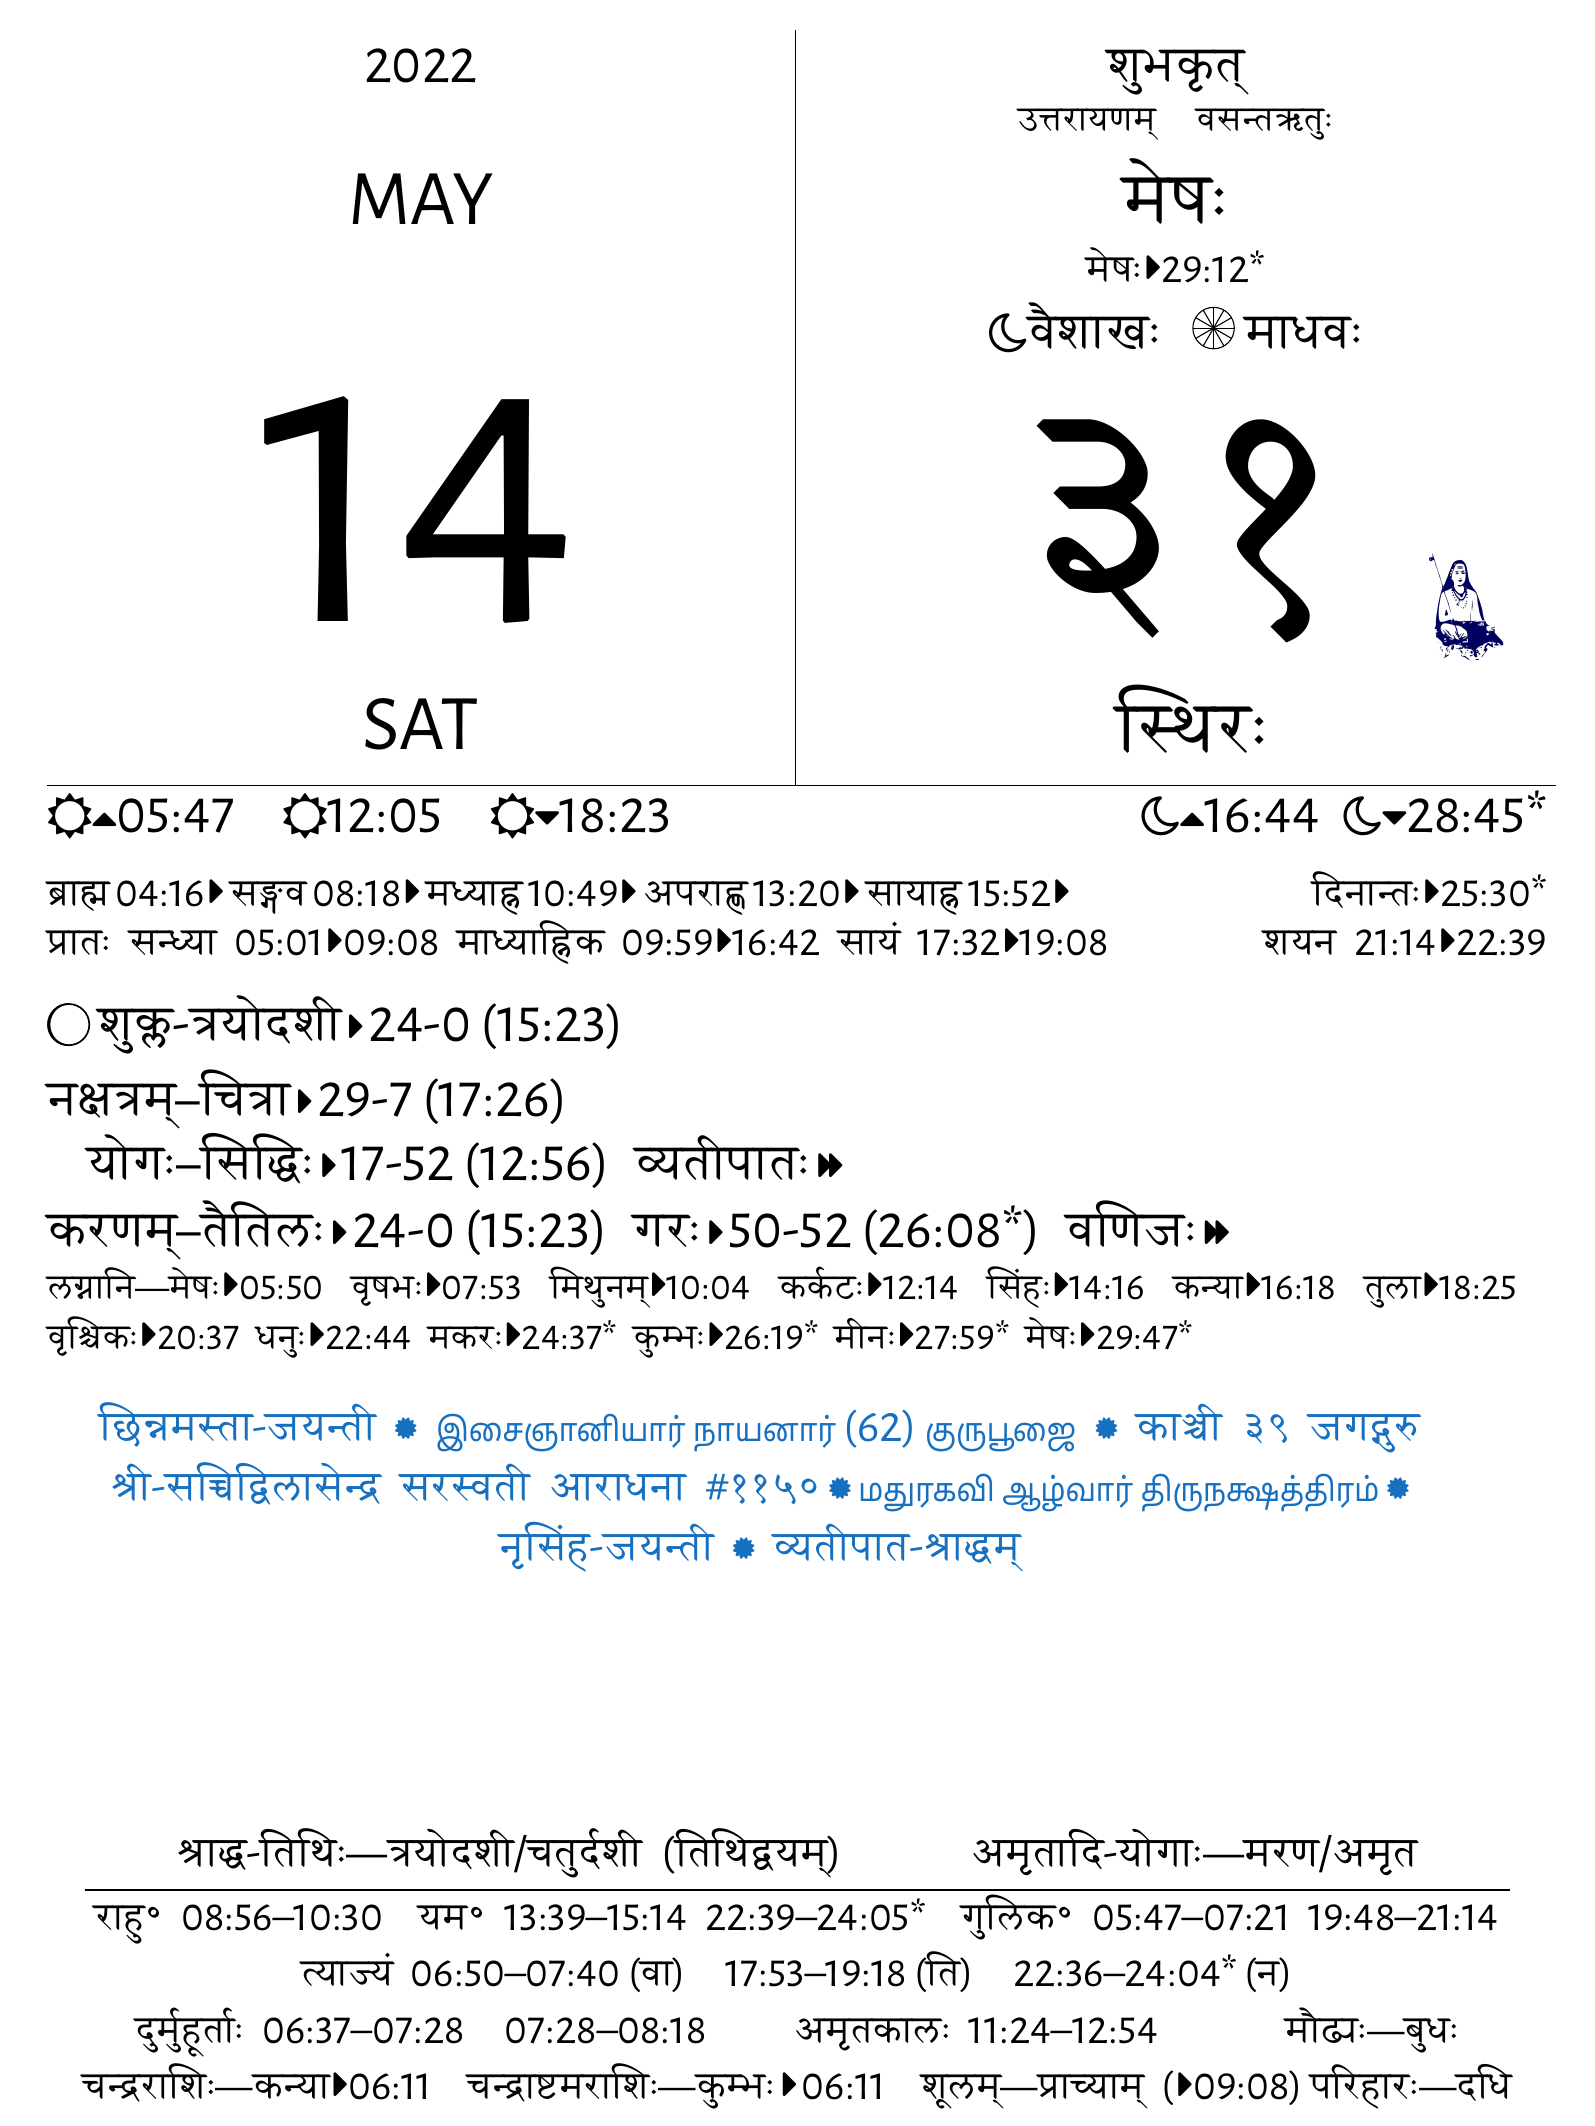 2022
MAY
14
SAT
शुभकृत्
उत्तरायणम् वसन्तऋतुः
मेषः
मेषः⏵29:12*
☾वैशाखः माधवः
३१
स्थिरः
05:47 12:05 18:23 16:44 28:45*
ब्राह्म 04:16⏵ सङ्गव 08:18⏵ मध्याह्न 10:49⏵ अपराह्ण 13:20⏵ सायाह्न 15:52⏵ दिनान्तः⏵25:30*
प्रातः सन्ध्या 05:01⏵09:08 माध्याह्निक 09:59⏵16:42 सायं 17:32⏵19:08 शयन 21:14⏵22:39
शुक्ल-त्रयोदशी⏵24-0 (15:23)
नक्षत्रम्–चित्रा⏵29-7 (17:26)
योगः–सिद्धिः⏵17-52 (12:56) व्यतीपातः⏩
करणम्–तैतिलः⏵24-0 (15:23) गरः⏵50-52 (26:08*) वणिजः⏩
लग्नानि—मेषः⏵05:50 वृषभः⏵07:53 मिथुनम्⏵10:04 कर्कटः⏵12:14 सिंहः⏵14:16 कन्या⏵16:18 तुला⏵18:25
वृश्चिकः⏵20:37 धनुः⏵22:44 मकरः⏵24:37* कुम्भः⏵26:19* मीनः⏵27:59* मेषः⏵29:47*
छिन्नमस्ता-जयन्ती ✹ இசைஞானியார் நாயனார் (62) குருபூஜை ✹ काञ्ची ३९ जगद्गुरु
श्री-सच्चिद्विलासेन्द्र सरस्वती आराधना #११५० ✹ மதுரகவி ஆழ்வார் திருநக்ஷத்திரம் ✹
नृसिंह-जयन्ती ✹ व्यतीपात-श्राद्धम्
श्राद्ध-तिथिः—त्रयोदशी/चतुर्दशी (तिथिद्वयम्) अमृतादि-योगाः—मरण/अमृत
राहु॰ 08:56–10:30 यम॰ 13:39–15:14 22:39–24:05* गुलिक॰ 05:47–07:21 19:48–21:14
त्याज्यं 06:50–07:40 (वा) 17:53–19:18 (ति) 22:36–24:04* (न)
दुर्मुहूर्ताः 06:37–07:28 07:28–08:18 अमृतकालः 11:24–12:54 मौढ्यः—बुधः
चन्द्रराशिः—कन्या⏵06:11 चन्द्राष्टमराशिः—कुम्भः⏵06:11 शूलम्—प्राच्याम् (⏵09:08) परिहारः—दधि